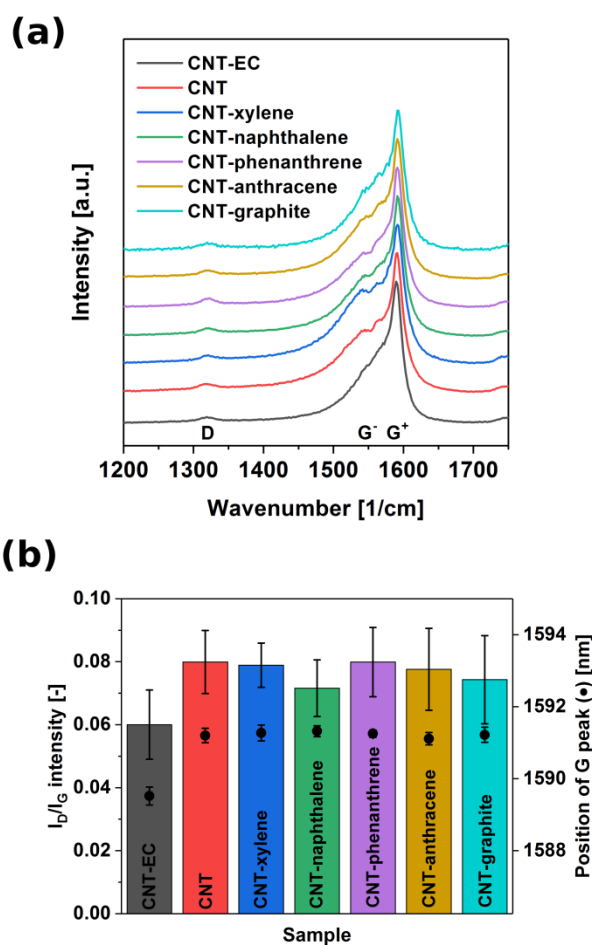 (a)
CNT-EC
CNT
CNT-xylene
CNT-naphthalene
CNT-phenanthrene
CNT-anthracene
CNT-graphite
Intensity [a.u.]
D G⁻ G⁺
1200 1300 1400 1500 1600 1700
Wavenumber [1/cm]
(b)
0.10
0.08
0.06
0.04
0.02
0.00
I_D/I_G intensity [-]
CNT-EC
CNT
CNT-xylene
CNT-naphthalene
CNT-phenanthrene
CNT-anthracene
CNT-graphite
1594
1592
1590
1588
Position of G peak (•) [nm]
Sample